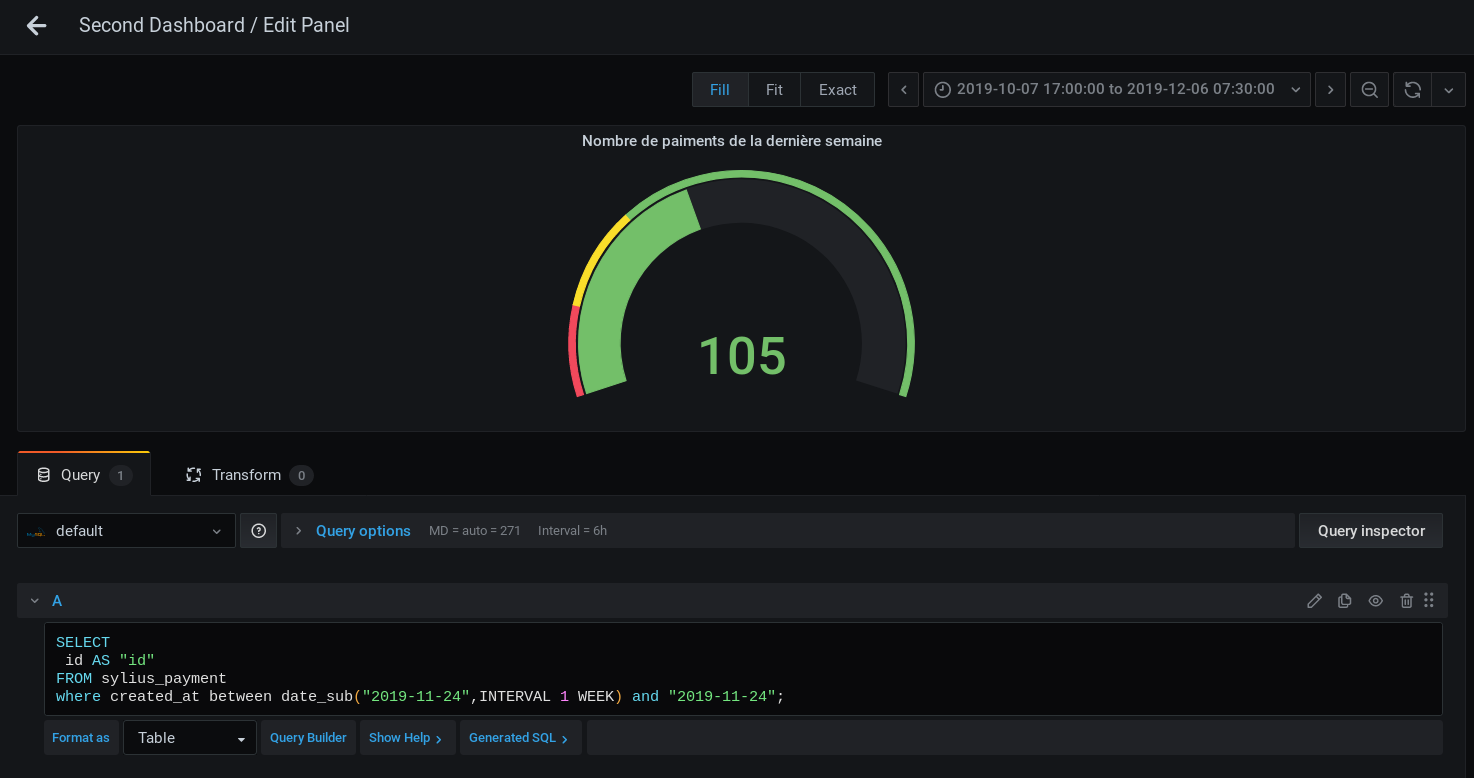 Second Dashboard / Edit Panel
Fill Fit Exact 2019-10-07 17:00:00 to 2019-12-06 07:30:00
Nombre de paiments de la dernière semaine
105
Query 1 Transform 0
default Query options MD = auto = 271 Interval = 6h Query inspector
A
SELECT
id AS "id"
FROM sylius_payment
where created_at between date_sub("2019-11-24",INTERVAL 1 WEEK) and "2019-11-24";
Format as Table Query Builder Show Help Generated SQL